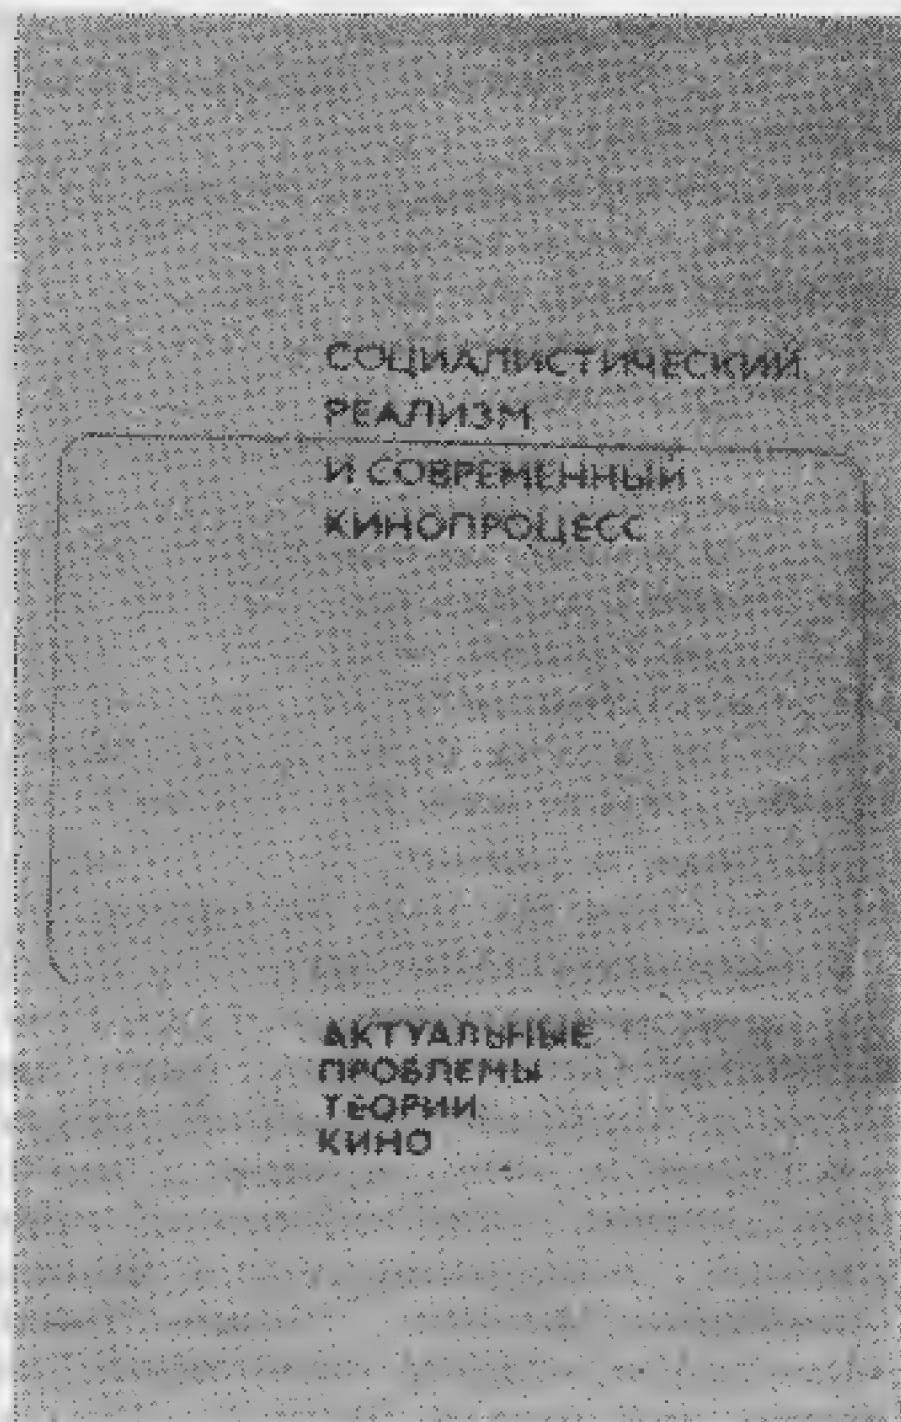 СОЦИАЛИСТИЧЕСКИЙ
РЕАЛИЗМ
И СОВРЕМЕННЫЙ
КИНОПРОЦЕСС
АКТУАЛЬНЫЕ
ПРОБЛЕМЫ
ТЕОРИИ
КИНО